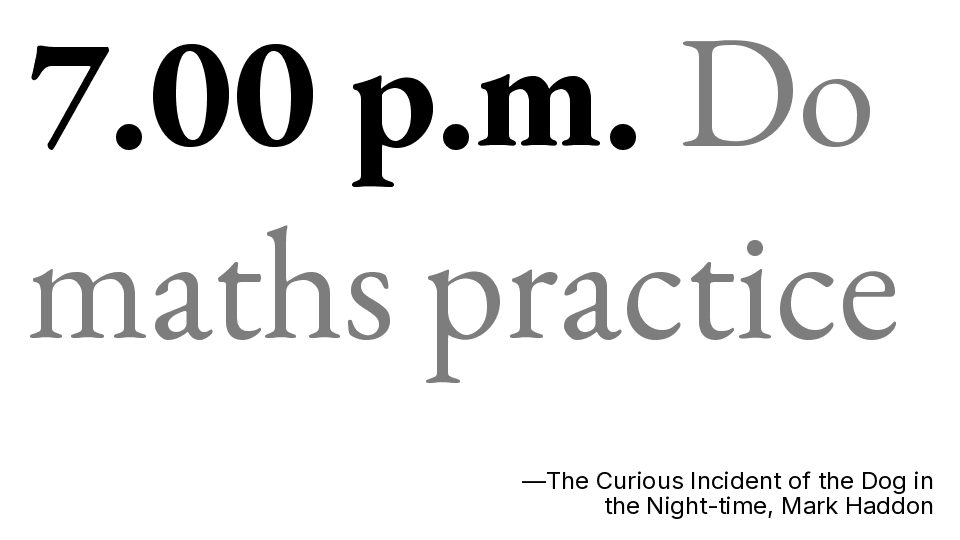 7.00 p.m. Do
maths practice
—The Curious Incident of the Dog in
the Night-time, Mark Haddon